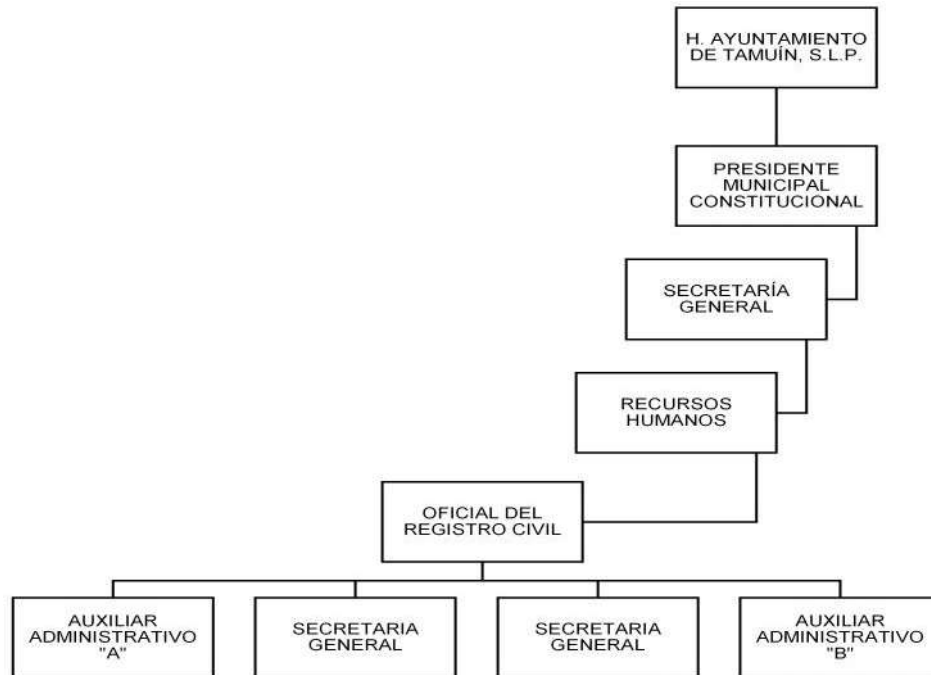 H. AYUNTAMIENTO
DE TAMUÍN, S.L.P.
PRESIDENTE
MUNICIPAL
CONSTITUCIONAL
SECRETARÍA
GENERAL
RECURSOS
HUMANOS
OFICIAL DEL
REGISTRO CIVIL
AUXILIAR
ADMINISTRATIVO
"A"
SECRETARIA
GENERAL
SECRETARIA
GENERAL
AUXILIAR
ADMINISTRATIVO
"B"